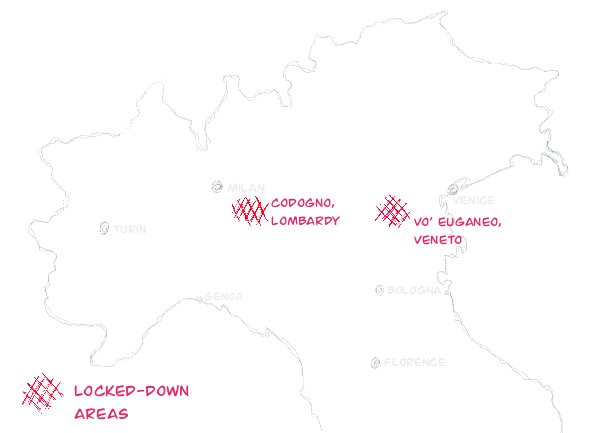 MILAN
CODOGNO,
LOMBARDY
VENICE
VO' EUGANEO,
VENETO
TURIN
BOLOGNA
GENOA
FLORENCE
LOCKED-DOWN
AREAS